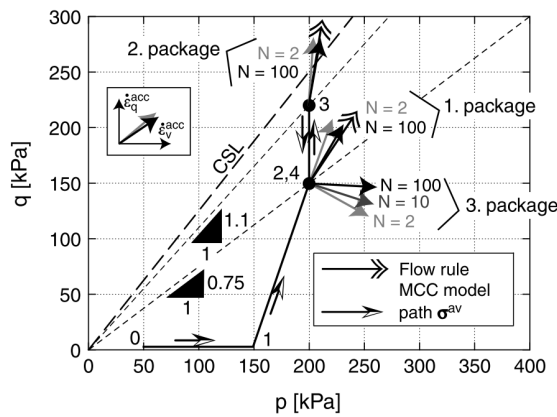 300
250
200
150
100
50
0
q [kPa]
0
50
100
150
200
250
300
350
400
p [kPa]
2. package
N = 2
N = 100
ε̇q^acc
ε̇v^acc
CSL
3
N = 2
N = 100
1. package
2,4
N = 100
N = 10
N = 2
3. package
1.1
1
0.75
1
0
1
Flow rule
MCC model
path σ^av